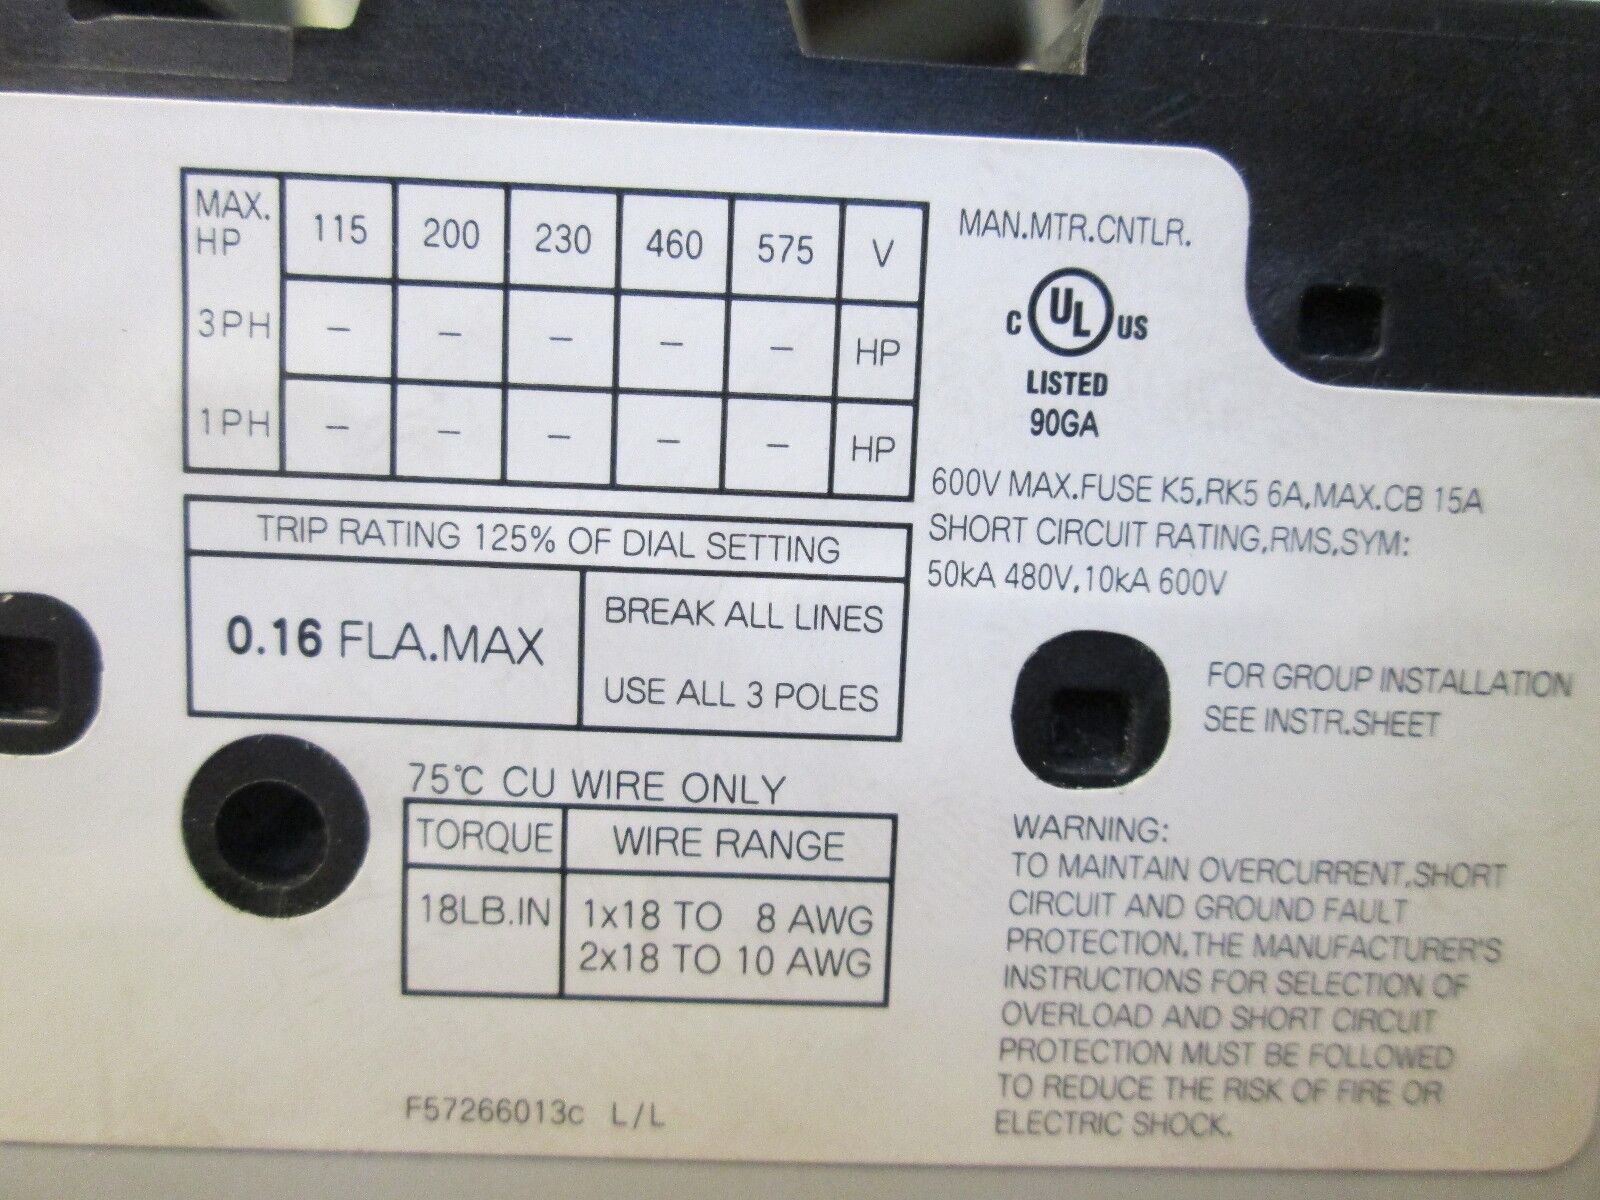 MAX. HP 115 200 230 460 575 V
3PH – – – – – HP
1PH – – – – – HP
TRIP RATING 125% OF DIAL SETTING
0.16 FLA.MAX
BREAK ALL LINES
USE ALL 3 POLES
75°C CU WIRE ONLY
TORQUE WIRE RANGE
18LB.IN 1x18 TO 8 AWG
2x18 TO 10 AWG
F57266013c L/L
MAN.MTR.CNTLR.
C UL US
LISTED
90GA
600V MAX.FUSE K5,RK5 6A,MAX.CB 15A
SHORT CIRCUIT RATING,RMS,SYM:
50kA 480V,10kA 600V
FOR GROUP INSTALLATION
SEE INSTR.SHEET
WARNING:
TO MAINTAIN OVERCURRENT,SHORT
CIRCUIT AND GROUND FAULT
PROTECTION,THE MANUFACTURER'S
INSTRUCTIONS FOR SELECTION OF
OVERLOAD AND SHORT CIRCUIT
PROTECTION MUST BE FOLLOWED
TO REDUCE THE RISK OF FIRE OR
ELECTRIC SHOCK.